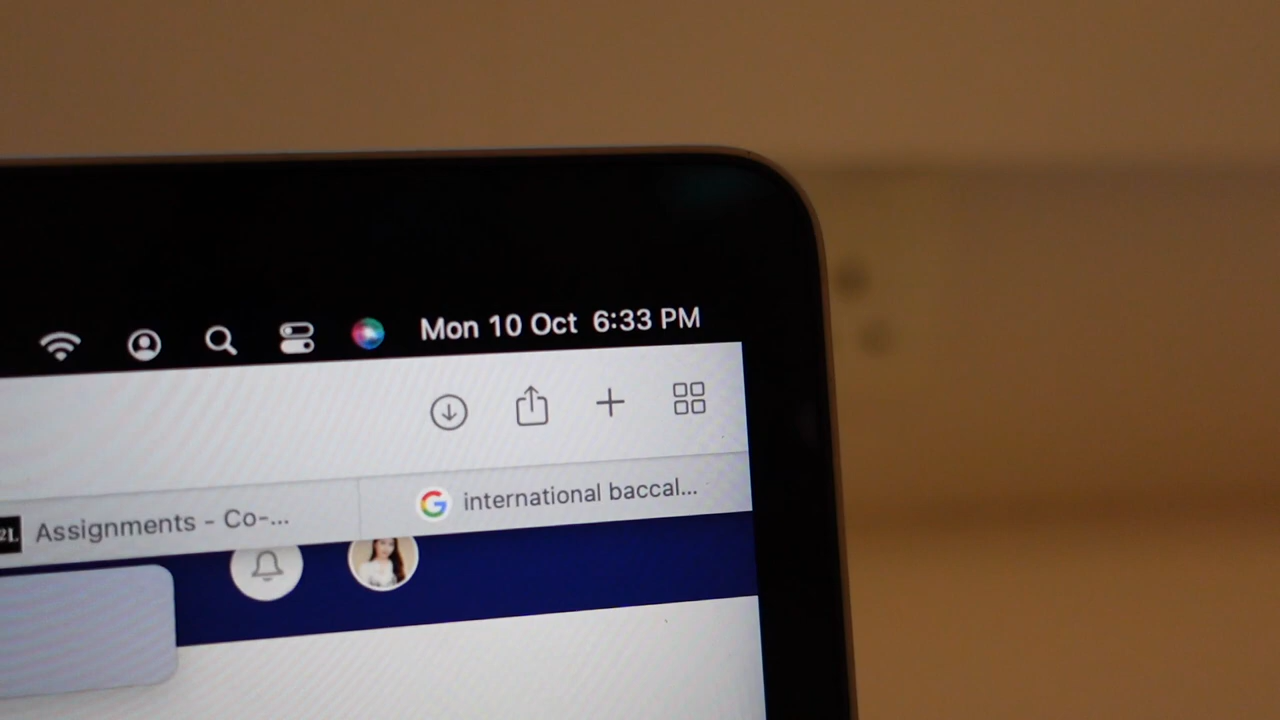 Mon 10 Oct 6:33 PM
Assignments - Co-...
international baccal...